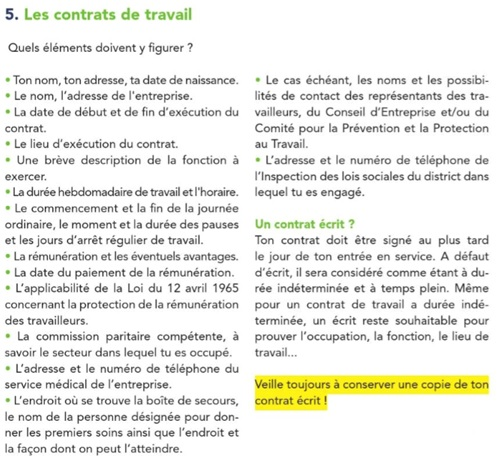 5. Les contrats de travail
Quels éléments doivent y figurer ?
• Ton nom, ton adresse, ta date de naissance.
• Le nom, l'adresse de l'entreprise.
• La date de début et de fin d'exécution du
contrat.
• Le lieu d'exécution du contrat.
• Une brève description de la fonction à
exercer.
• La durée hebdomadaire de travail et l'horaire.
• Le commencement et la fin de la journée
ordinaire, le moment et la durée des pauses
et les jours d'arrêt régulier de travail.
• La rémunération et les éventuels avantages.
• La date du paiement de la rémunération.
• L'applicabilité de la Loi du 12 avril 1965
concernant la protection de la rémunération
des travailleurs.
• La commission paritaire compétente, à
savoir le secteur dans lequel tu es occupé.
• L'adresse et le numéro de téléphone du
service médical de l'entreprise.
• L'endroit où se trouve la boîte de secours,
le nom de la personne désignée pour don-
ner les premiers soins ainsi que l'endroit et
la façon dont on peut l'atteindre.
• Le cas échéant, les noms et les possibi-
lités de contact des représentants des tra-
vailleurs, du Conseil d'Entreprise et/ou du
Comité pour la Prévention et la Protection
au Travail.
• L'adresse et le numéro de téléphone de
l'Inspection des lois sociales du district dans
lequel tu es engagé.
Un contrat écrit ?
Ton contrat doit être signé au plus tard
le jour de ton entrée en service. A défaut
d'écrit, il sera considéré comme étant à du-
rée indéterminée et à temps plein. Même
pour un contrat de travail a durée indé-
terminée, un écrit reste souhaitable pour
prouver l'occupation, la fonction, le lieu de
travail...
Veille toujours à conserver une copie de ton
contrat écrit !